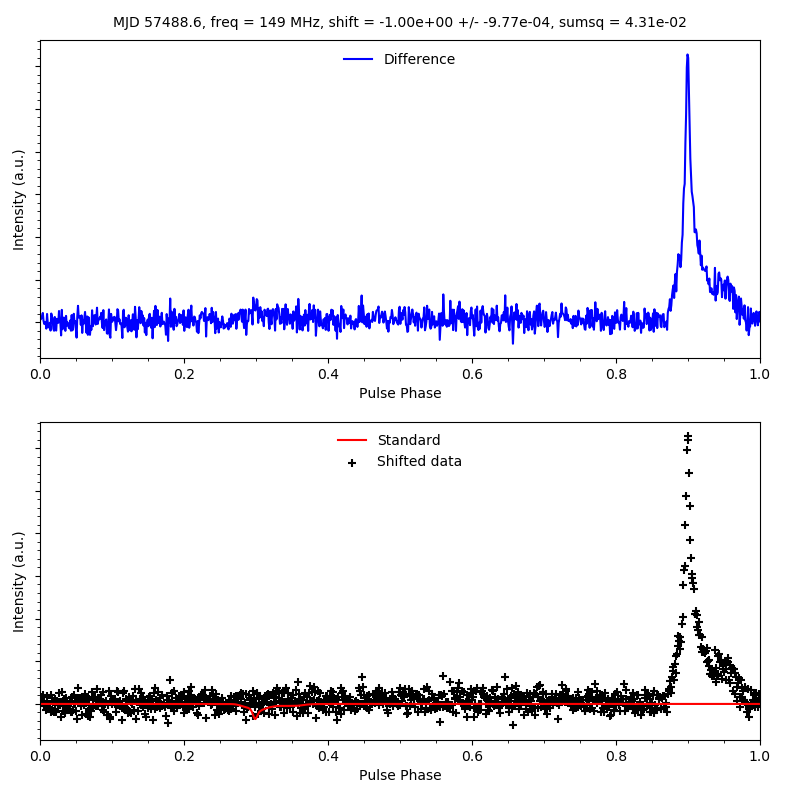 MJD 57488.6, freq = 149 MHz, shift = -1.00e+00 +/- -9.77e-04, sumsq = 4.31e-02
Difference
Intensity (a.u.)
0.0 0.2 0.4 0.6 0.8 1.0
Pulse Phase
Standard
Shifted data
Intensity (a.u.)
0.0 0.2 0.4 0.6 0.8 1.0
Pulse Phase